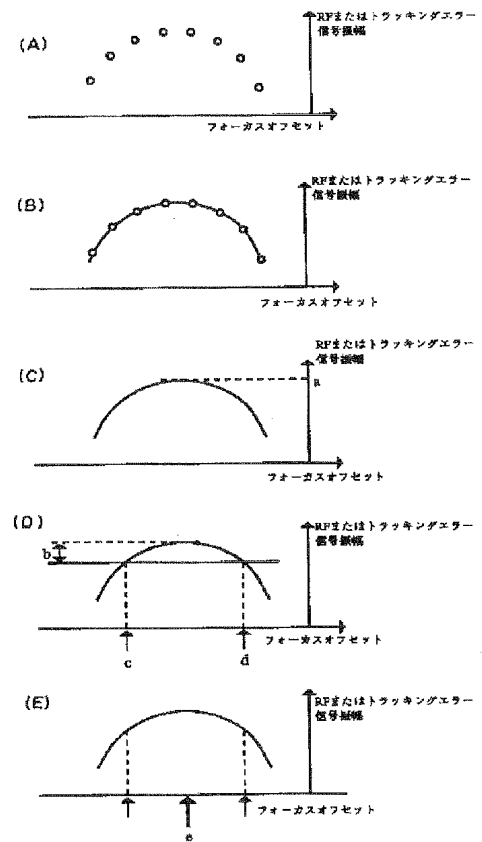 (A)
RFまたはトラッキングエラー
信号振幅
フォーカスオフセット
(B)
RFまたはトラッキングエラー
信号振幅
フォーカスオフセット
(C)
RFまたはトラッキングエラー
信号振幅
a
フォーカスオフセット
(D)
RFまたはトラッキングエラー
信号振幅
b
フォーカスオフセット
c
d
(E)
RFまたはトラッキングエラー
信号振幅
フォーカスオフセット
e